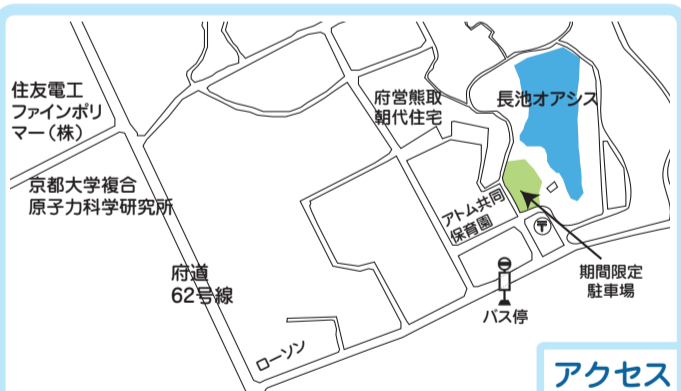 住友電工
ファインポリ
マー(株)
京都大学複合
原子力科学研究所
府道
62号線
ローソン
府営熊取
朝代住宅
長池オアシス
アトム共同
保育園
〒
バス停
期間限定
駐車場
アクセス